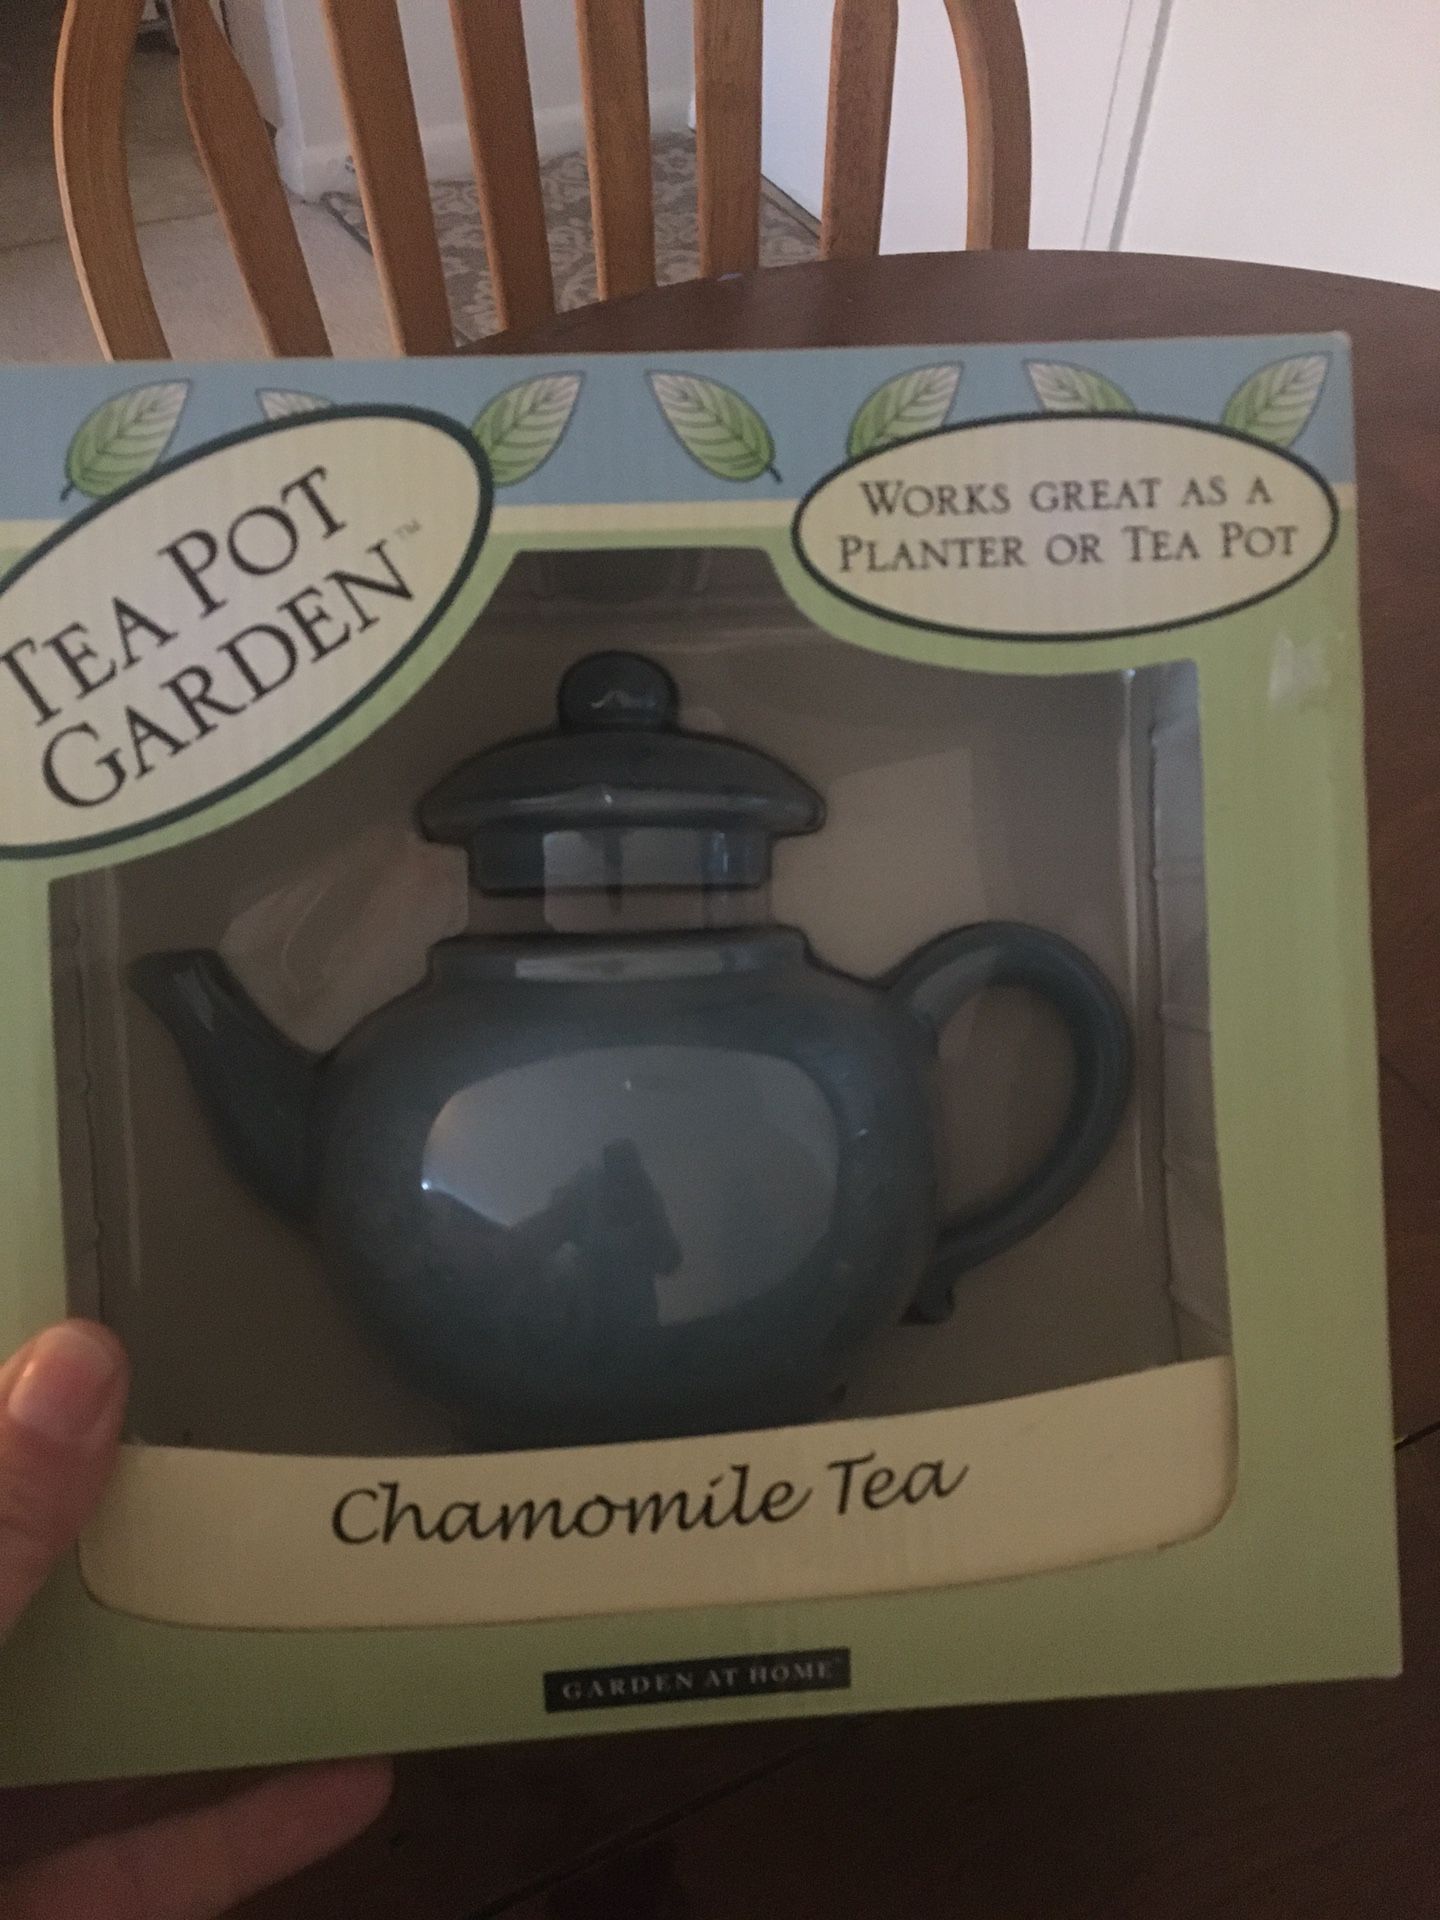 TEA POT
GARDEN™
WORKS GREAT AS A
PLANTER OR TEA POT
Chamomile Tea
GARDEN AT HOME®